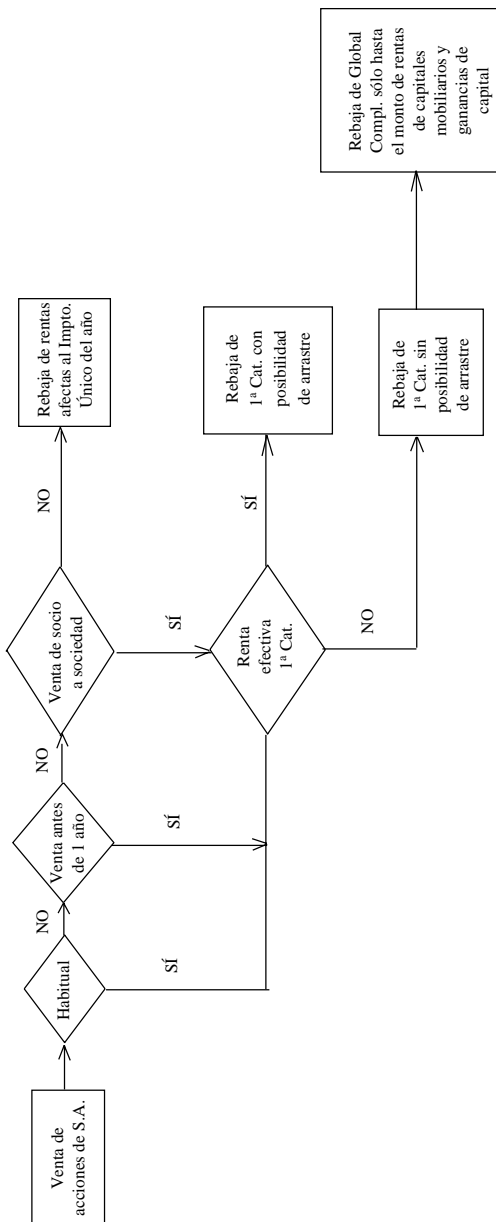 Venta de
acciones de S.A.
Habitual
NO
SÍ
Venta antes
de 1 año
NO
SÍ
Venta de socio
a sociedad
NO
SÍ
Rebaja de rentas
afectas al Impto.
Único del año
Renta
efectiva
1ª Cat.
SÍ
NO
Rebaja de
1ª Cat. con
posibilidad
de arrastre
Rebaja de
1ª Cat. sin
posibilidad
de arrastre
Rebaja de Global
Compl. sólo hasta
el monto de rentas
de capitales
mobiliarios y
ganancias de
capital